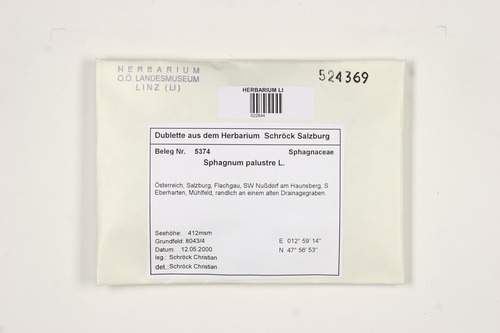 HERBARIUM
O.Ö. LANDESMUSEUM
LINZ (LI)
524369
HERBARIUM LI
Dublette aus dem Herbarium Schröck Salzburg
Beleg Nr. 5374 Sphagnaceae
Sphagnum palustre L.
Österreich, Salzburg, Flachgau, SW Nußdorf am Haunsberg, S
Eberharten, Mühlfeld, randlich an einem alten Drainagegraben.
Seehöhe: 412msm
Grundfeld: 8043/4 E 012° 59' 14"
Datum: 12.05.2000 N 47° 56' 53"
leg.: Schröck Christian
det.: Schröck Christian